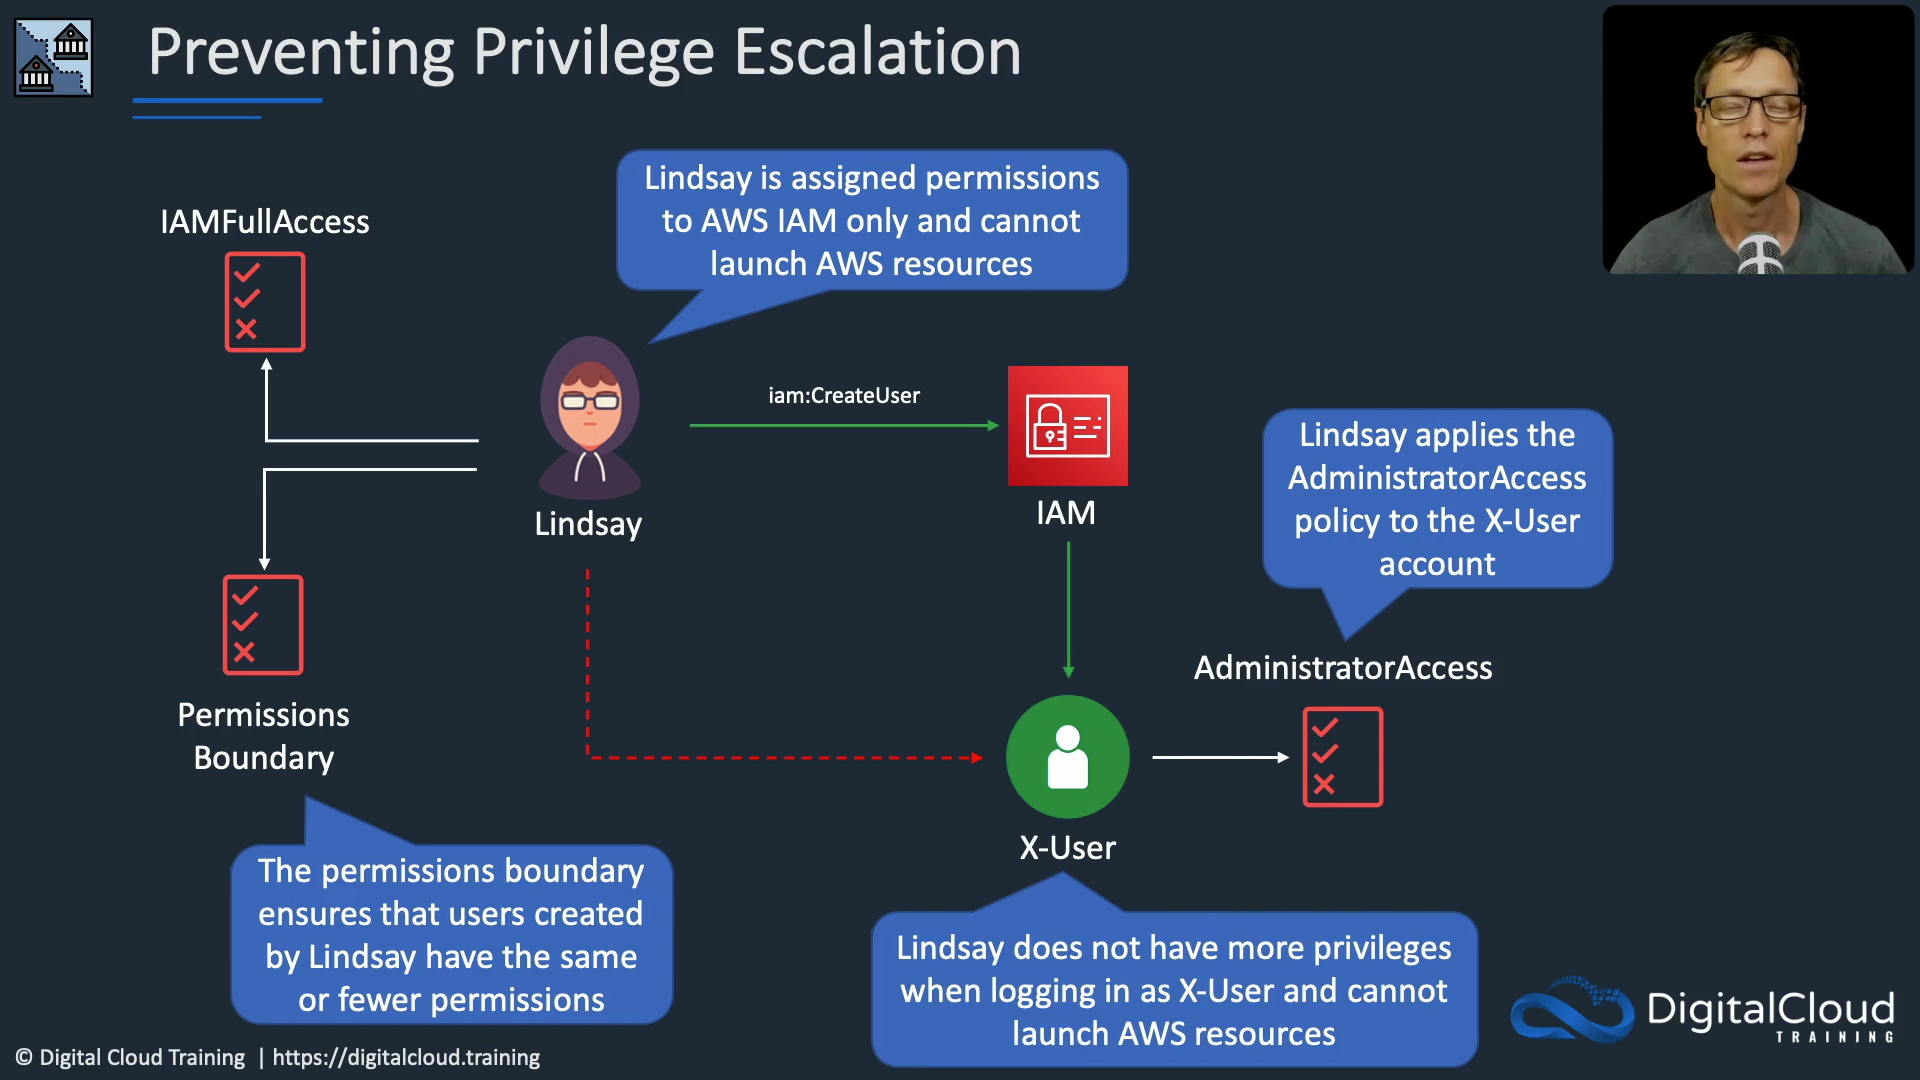 Preventing Privilege Escalation
Lindsay is assigned permissions
to AWS IAM only and cannot
launch AWS resources
IAMFullAccess
iam:CreateUser
Lindsay
IAM
Lindsay applies the
AdministratorAccess
policy to the X-User
account
AdministratorAccess
Permissions
Boundary
X-User
The permissions boundary
ensures that users created
by Lindsay have the same
or fewer permissions
Lindsay does not have more privileges
when logging in as X-User and cannot
launch AWS resources
DigitalCloud
TRAINING
© Digital Cloud Training | https://digitalcloud.training